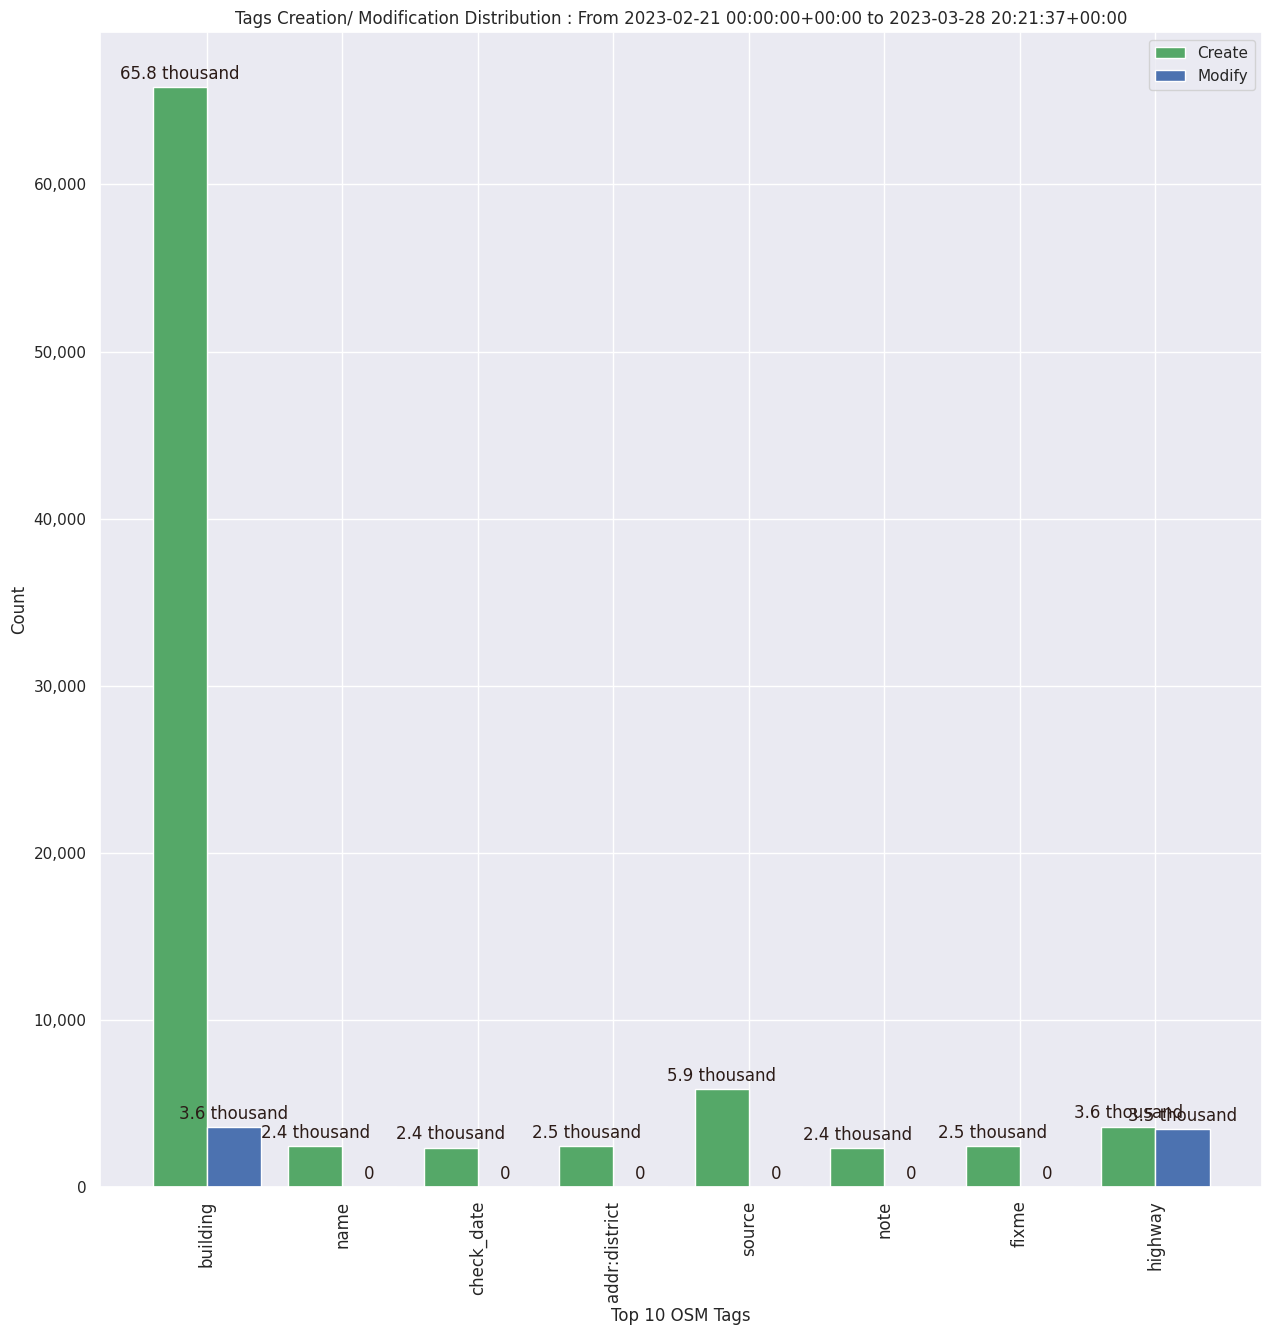 Tags Creation/ Modification Distribution : From 2023-02-21 00:00:00+00:00 to 2023-03-28 20:21:37+00:00
Create
Modify
65.8 thousand
3.6 thousand
2.4 thousand
0
2.4 thousand
0
2.5 thousand
0
5.9 thousand
0
2.4 thousand
0
2.5 thousand
0
3.6 thousand
3.5 thousand
60,000
50,000
40,000
30,000
20,000
10,000
0
Count
building
name
check_date
addr:district
source
note
fixme
highway
Top 10 OSM Tags